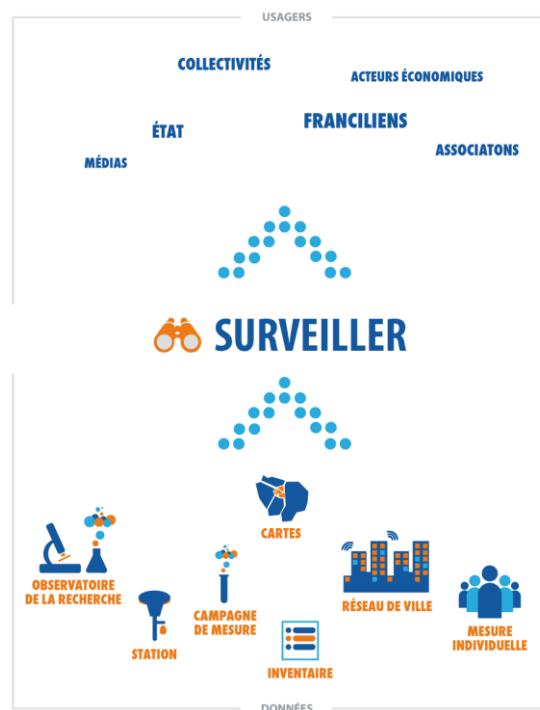 USAGERS
COLLECTIVITÉS
ACTEURS ÉCONOMIQUES
FRANCILIENS
ÉTAT
ASSOCIATONS
MÉDIAS
SURVEILLER
CARTES
OBSERVATOIRE
DE LA RECHERCHE
CAMPAGNE
DE MESURE
RÉSEAU DE VILLE
MESURE
INDIVIDUELLE
STATION
INVENTAIRE
DONNÉES